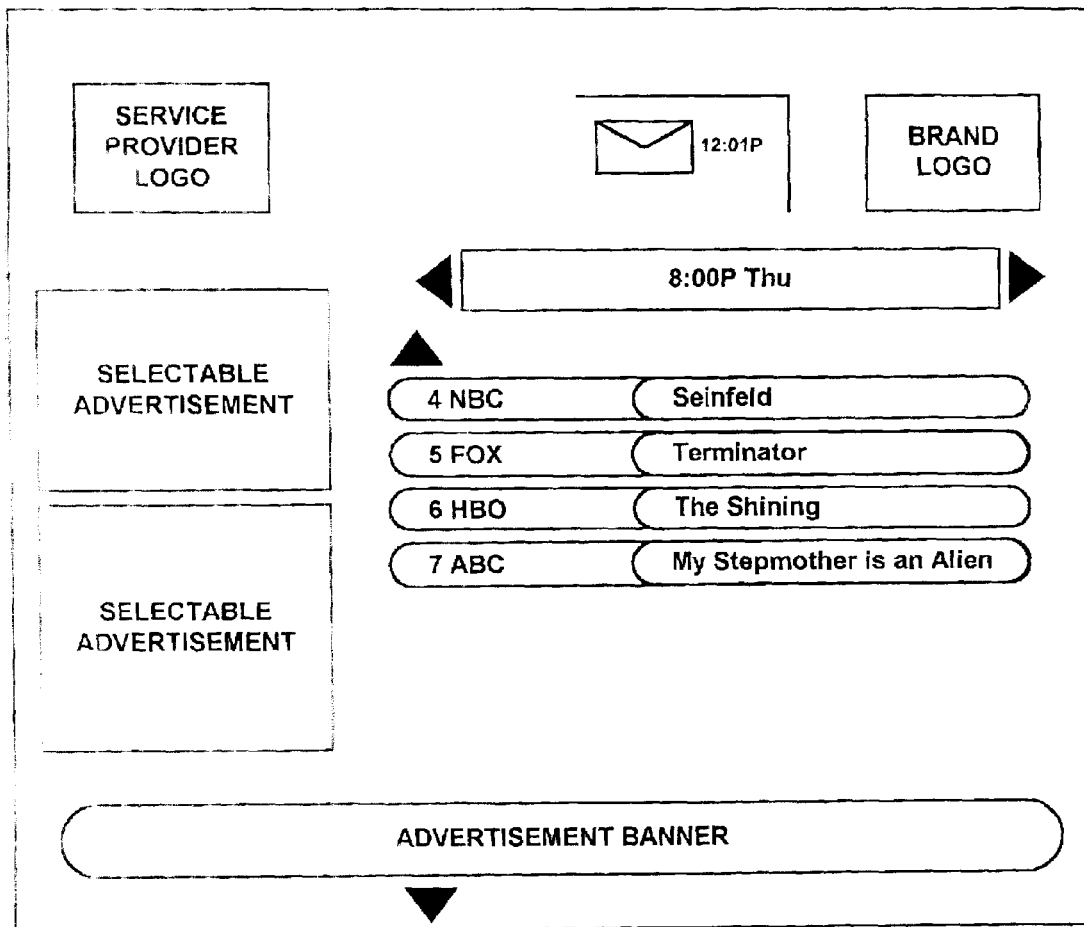 SERVICE
PROVIDER
LOGO
12:01P
BRAND
LOGO
8:00P Thu
SELECTABLE
ADVERTISEMENT
4 NBC Seinfeld
5 FOX Terminator
6 HBO The Shining
7 ABC My Stepmother is an Alien
SELECTABLE
ADVERTISEMENT
ADVERTISEMENT BANNER